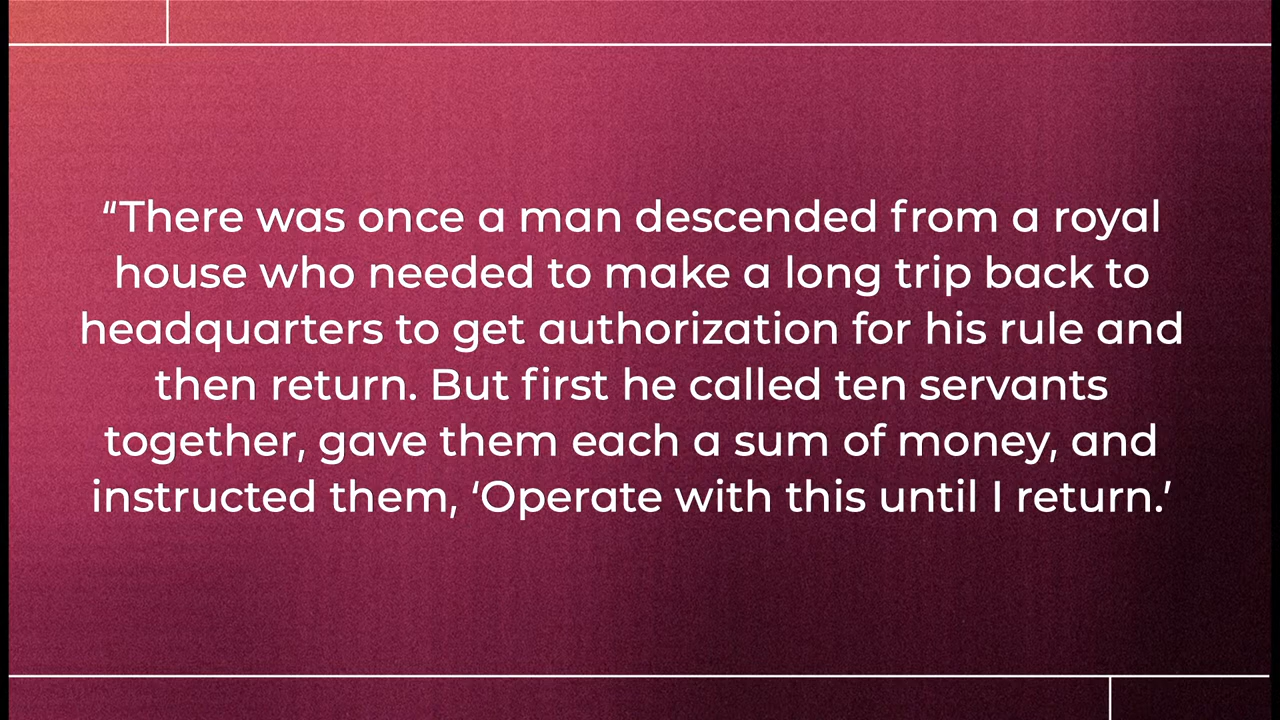 “There was once a man descended from a royal
house who needed to make a long trip back to
headquarters to get authorization for his rule and
then return. But first he called ten servants
together, gave them each a sum of money, and
instructed them, ‘Operate with this until I return.’